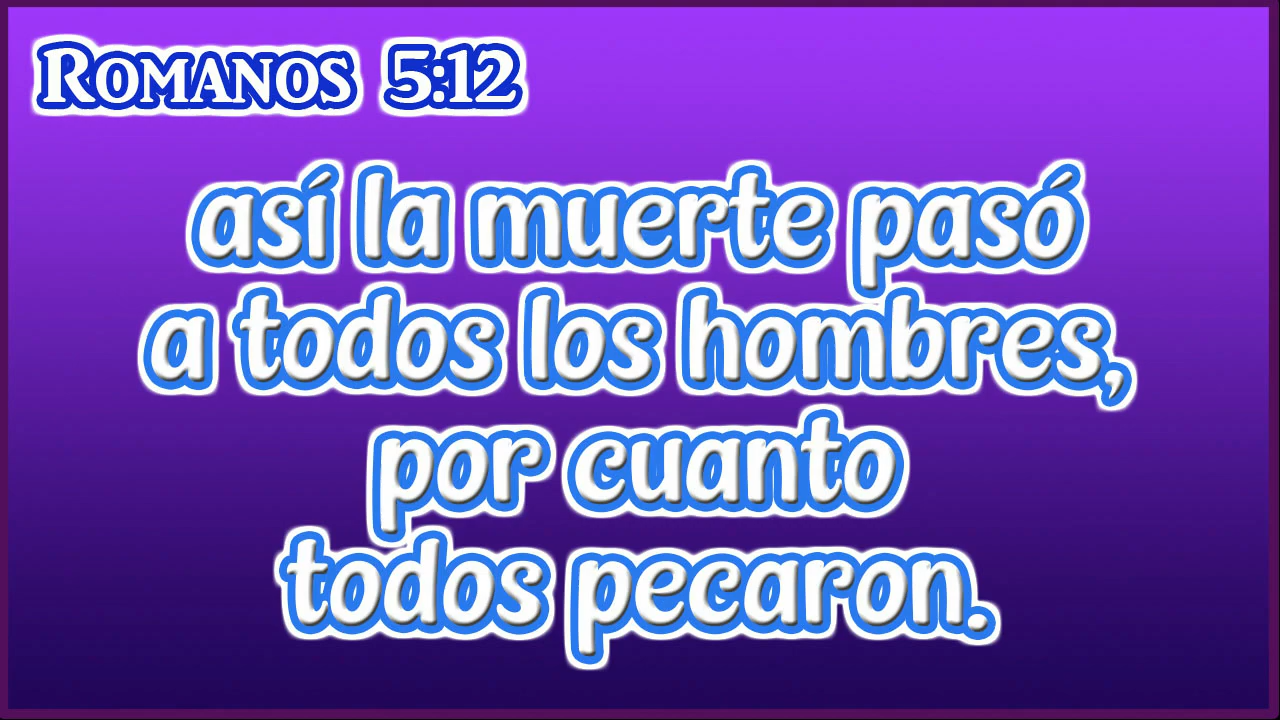 Romanos 5:12
así la muerte pasó
a todos los hombres,
por cuanto
todos pecaron.